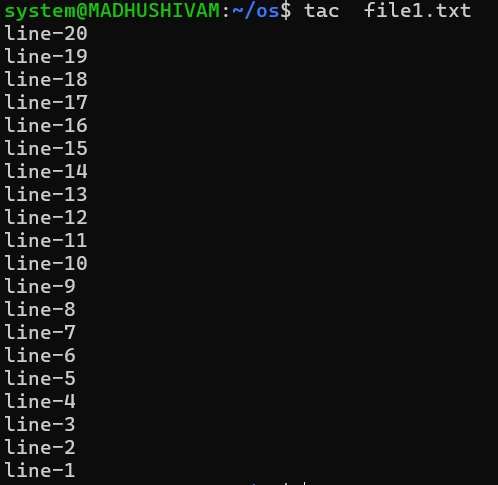 system@MADHUSHIVAM:~/os$ tac  file1.txt
line-20
line-19
line-18
line-17
line-16
line-15
line-14
line-13
line-12
line-11
line-10
line-9
line-8
line-7
line-6
line-5
line-4
line-3
line-2
line-1